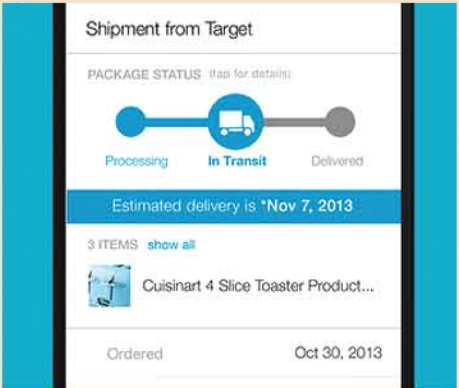 Shipment from Target
PACKAGE STATUS (tap for details)
Processing In Transit Delivered
Estimated delivery is *Nov 7, 2013
3 ITEMS show all
Cuisinart 4 Slice Toaster Product...
Ordered Oct 30, 2013